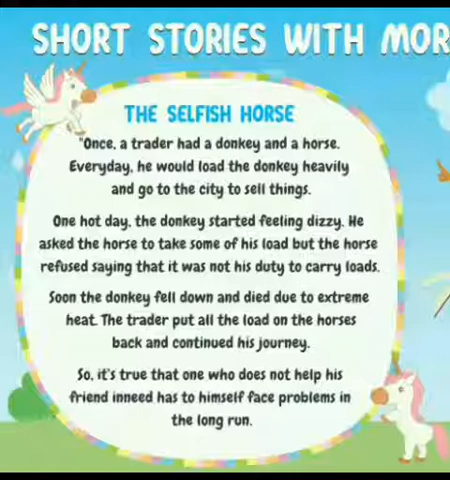 SHORT STORIES WITH MOR
THE SELFISH HORSE
"Once, a trader had a donkey and a horse.
Everyday, he would load the donkey heavily
and go to the city to sell things.
One hot day, the donkey started feeling dizzy. He
asked the horse to take some of his load but the horse
refused saying that it was not his duty to carry loads.
Soon the donkey fell down and died due to extreme
heat. The trader put all the load on the horses
back and continued his journey.
So, it's true that one who does not help his
friend inneed has to himself face problems in
the long run.